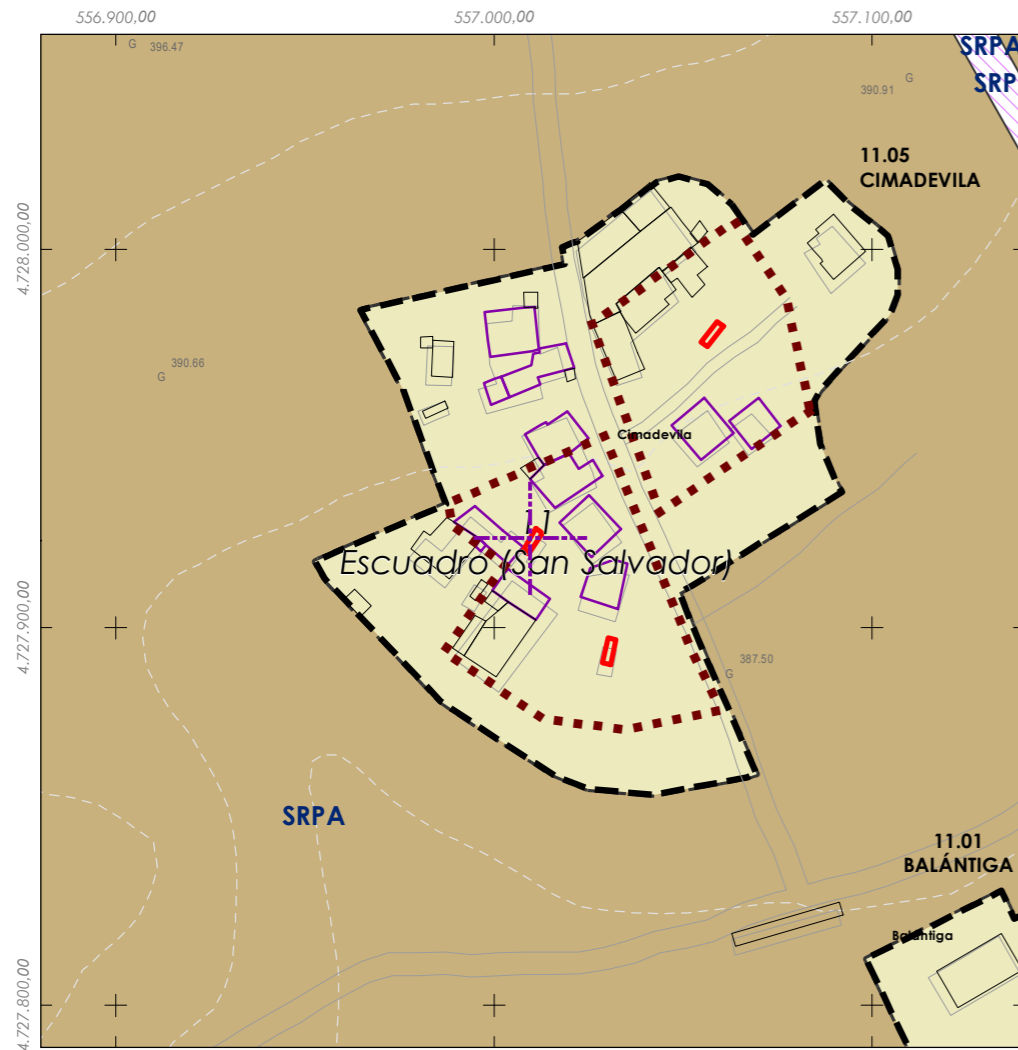 556.900,00
557.000,00
557.100,00
G 396.47
SRPA
390.91 G
11.05
CIMADEVILA
4.728.000,00
390.66
G
Cimadevila
11
Escuadro (San Salvador)
4.727.900,00
387.50
G
SRPA
11.01
BALÁNTIGA
Balántiga
4.727.800,00